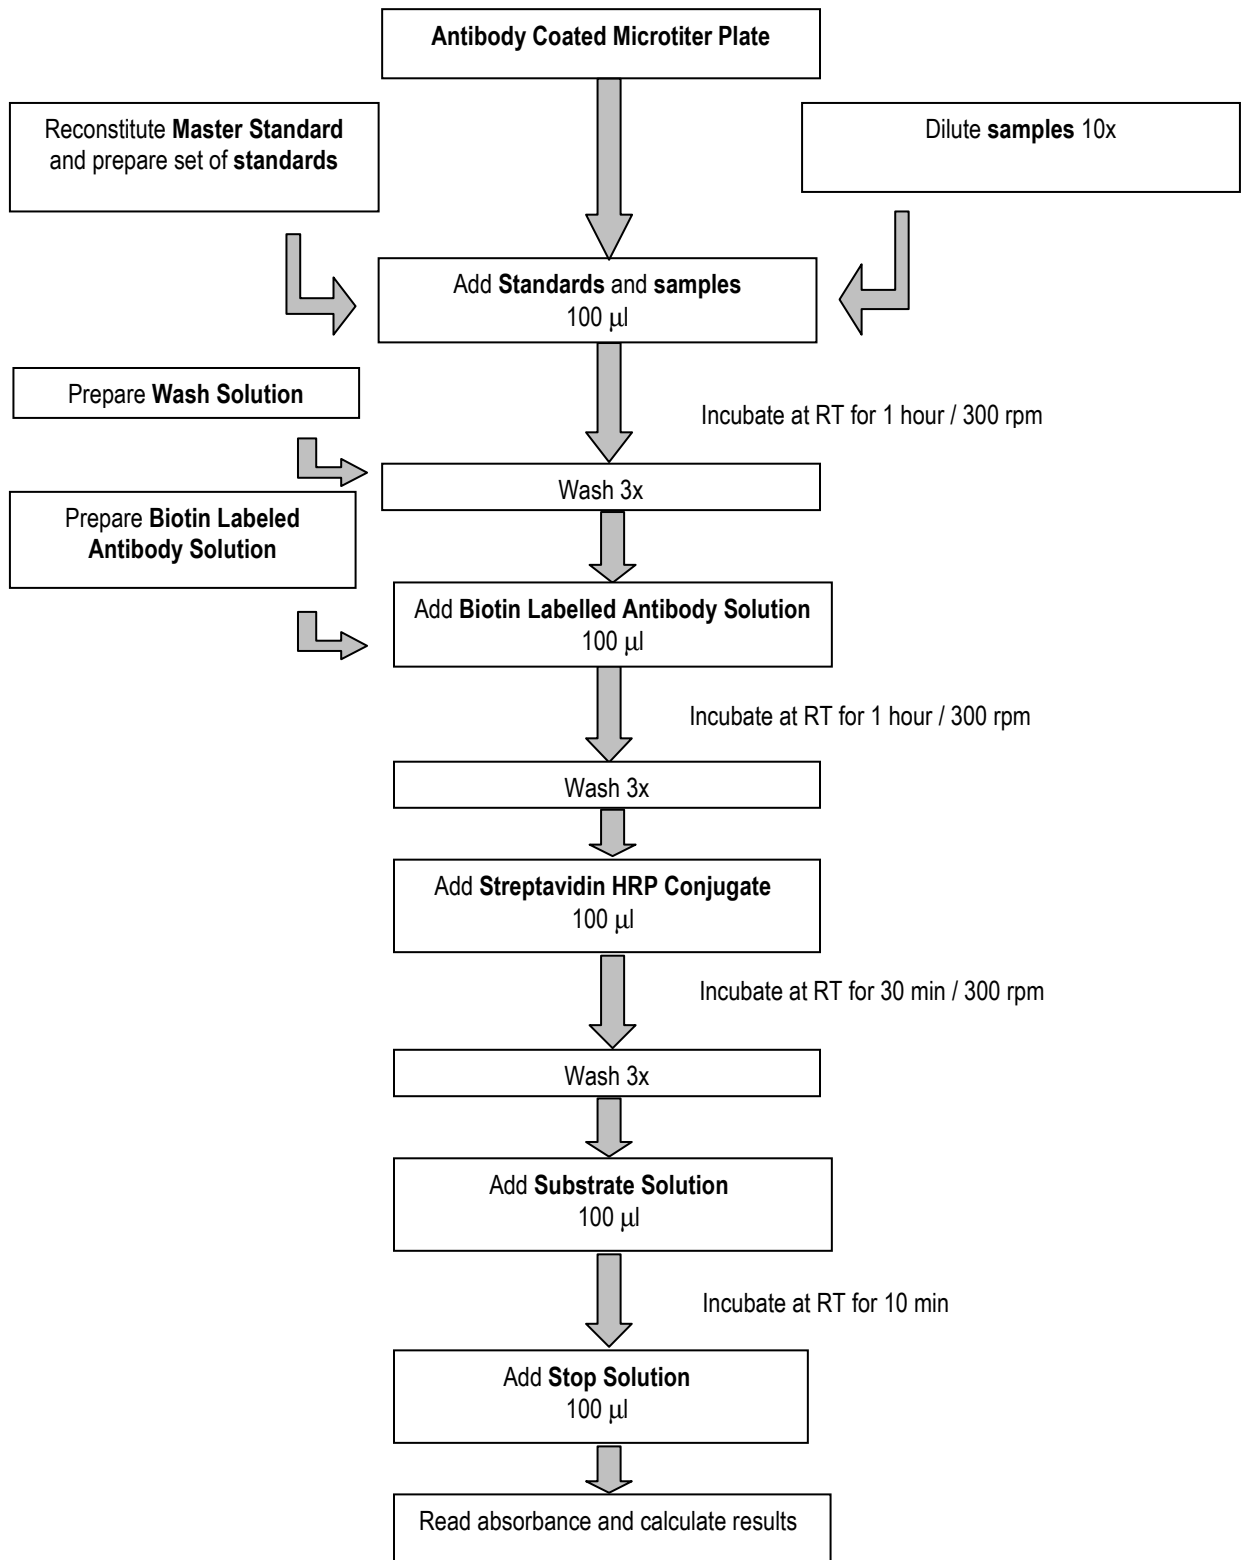 Antibody Coated Microtiter Plate
Reconstitute Master Standard
and prepare set of standards
Dilute samples 10x
Add Standards and samples
100 μl
Prepare Wash Solution
Incubate at RT for 1 hour / 300 rpm
Wash 3x
Prepare Biotin Labeled
Antibody Solution
Add Biotin Labelled Antibody Solution
100 μl
Incubate at RT for 1 hour / 300 rpm
Wash 3x
Add Streptavidin HRP Conjugate
100 μl
Incubate at RT for 30 min / 300 rpm
Wash 3x
Add Substrate Solution
100 μl
Incubate at RT for 10 min
Add Stop Solution
100 μl
Read absorbance and calculate results